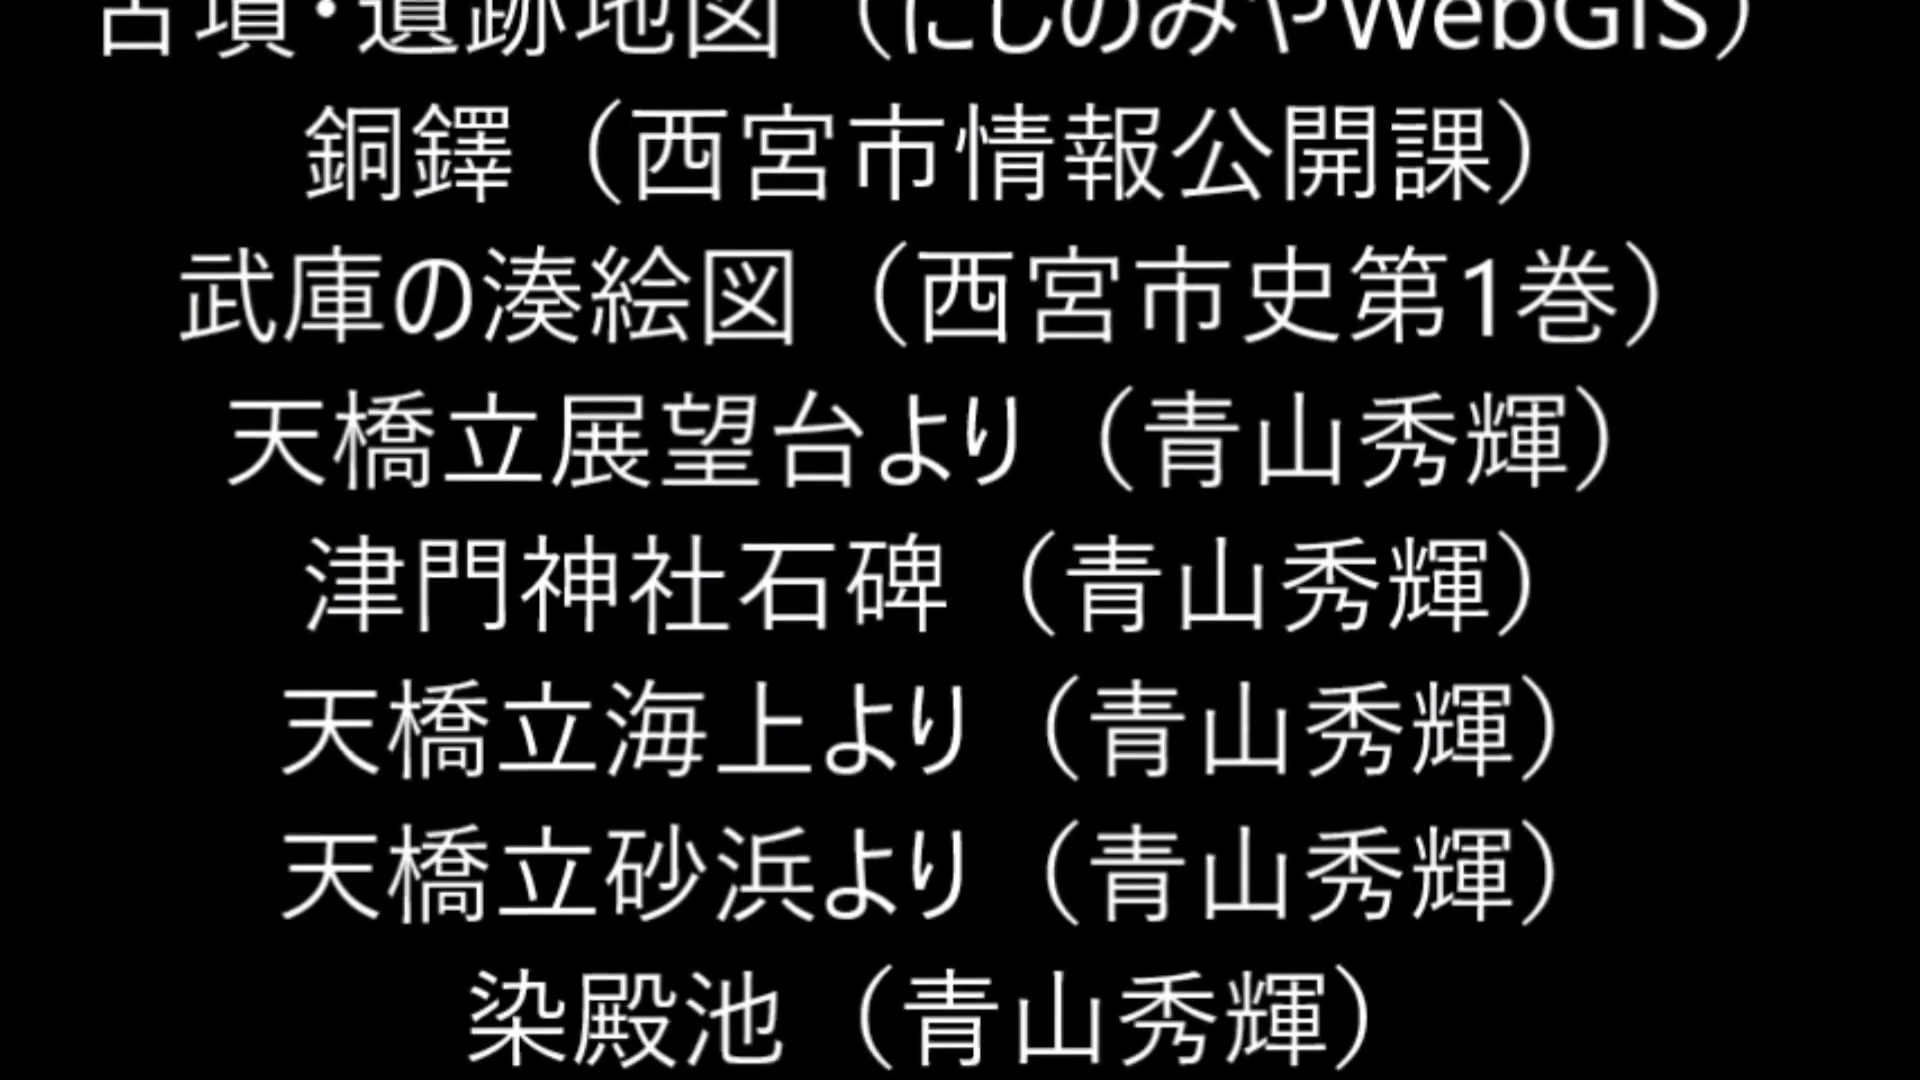 古墳・遺跡地図（にしのみやWebGIS）
銅鐸（西宮市情報公開課）
武庫の湊絵図（西宮市史第1巻）
天橋立展望台より（青山秀輝）
津門神社石碑（青山秀輝）
天橋立海上より（青山秀輝）
天橋立砂浜より（青山秀輝）
染殿池（青山秀輝）